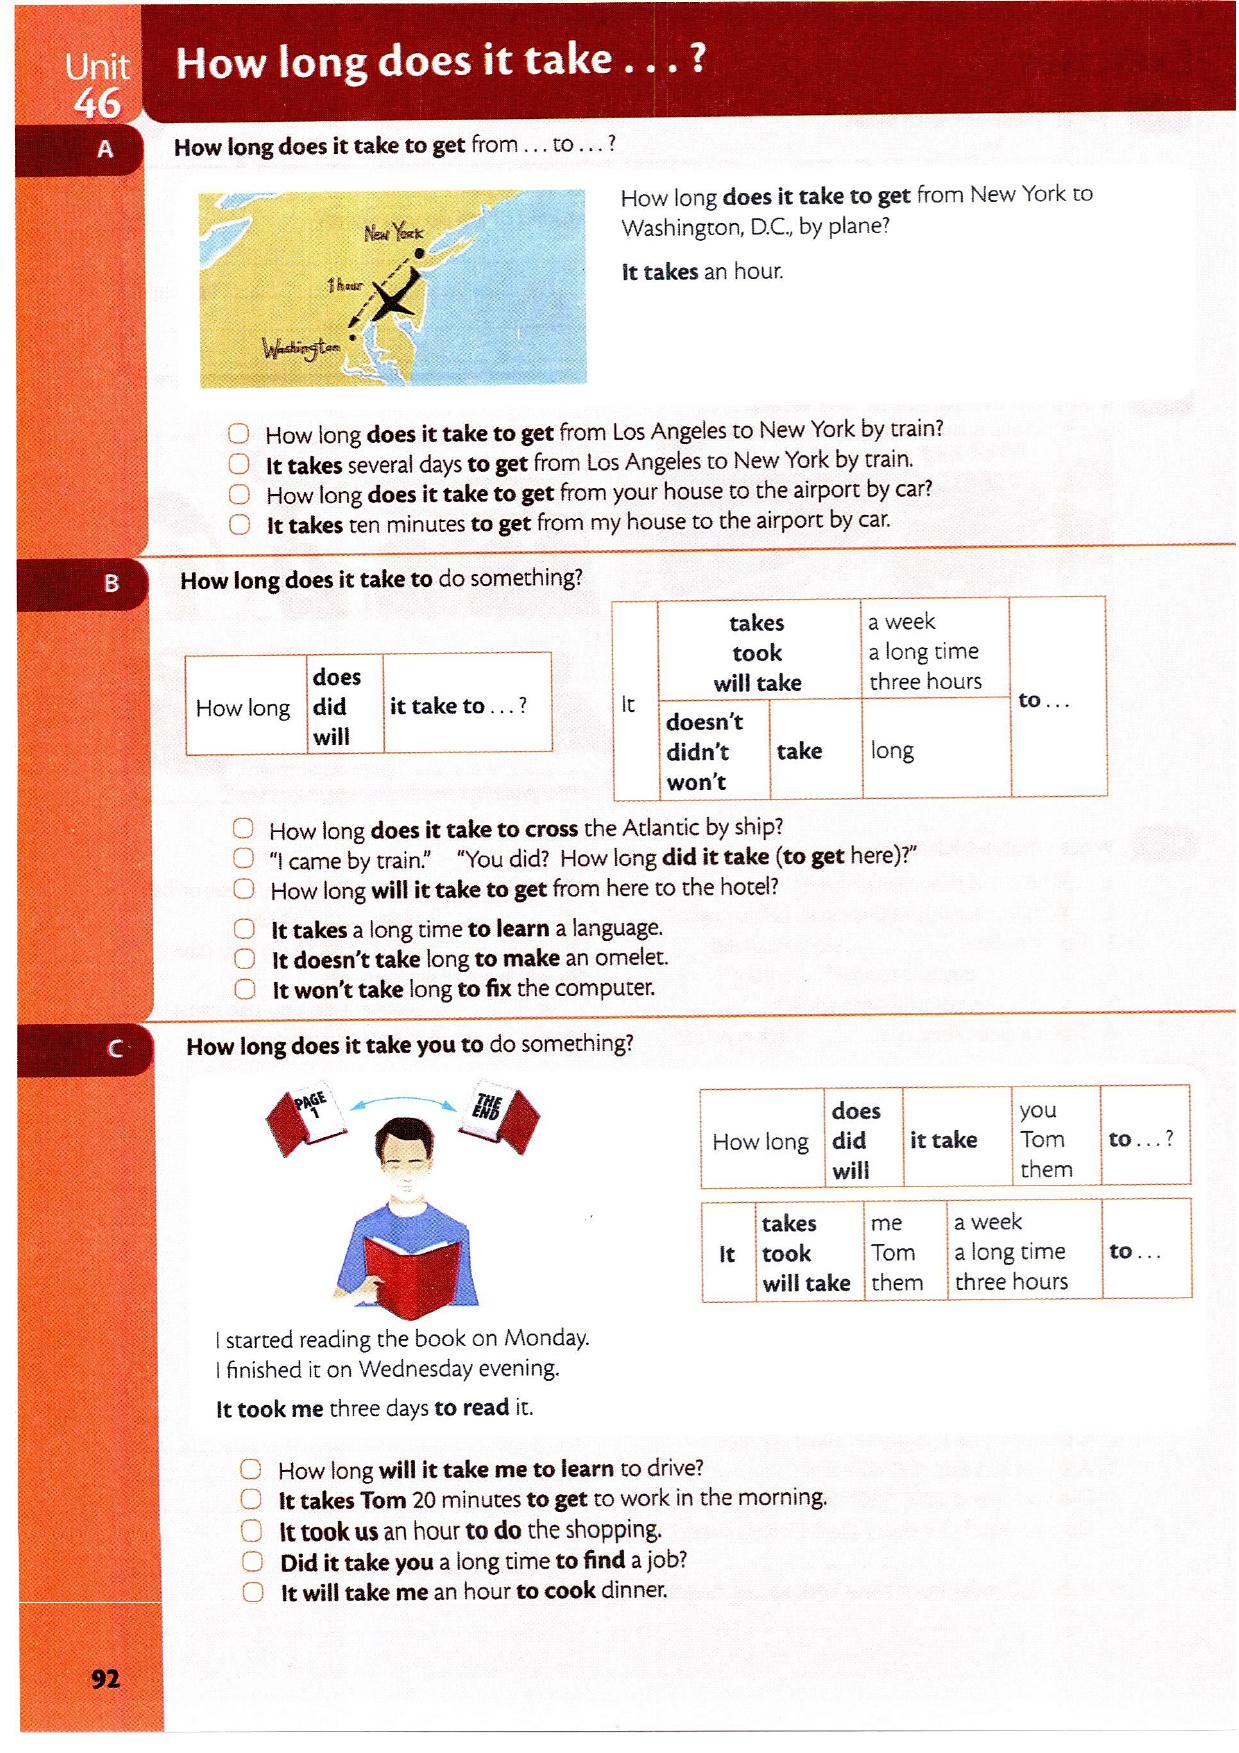 Unit
46
How long does it take . . . ?
A
How long does it take to get from . . . to . . . ?
New York
1 hour
Washington
How long does it take to get from New York to
Washington, D.C., by plane?
It takes an hour.
How long does it take to get from Los Angeles to New York by train?
It takes several days to get from Los Angeles to New York by train.
How long does it take to get from your house to the airport by car?
It takes ten minutes to get from my house to the airport by car.
B
How long does it take to do something?
How long
does
did
will
it take to . . . ?
It
takes
took
will take
a week
a long time
three hours
doesn't
didn't
won't
take
long
to . . .
How long does it take to cross the Atlantic by ship?
"I came by train." "You did? How long did it take (to get here)?"
How long will it take to get from here to the hotel?
It takes a long time to learn a language.
It doesn't take long to make an omelet.
It won't take long to fix the computer.
C
How long does it take you to do something?
PAGE
1
THE
END
How long
does
did
will
it take
you
Tom
them
to . . . ?
It
takes
took
will take
me
Tom
them
a week
a long time
three hours
to . . .
I started reading the book on Monday.
I finished it on Wednesday evening.
It took me three days to read it.
How long will it take me to learn to drive?
It takes Tom 20 minutes to get to work in the morning.
It took us an hour to do the shopping.
Did it take you a long time to find a job?
It will take me an hour to cook dinner.
92